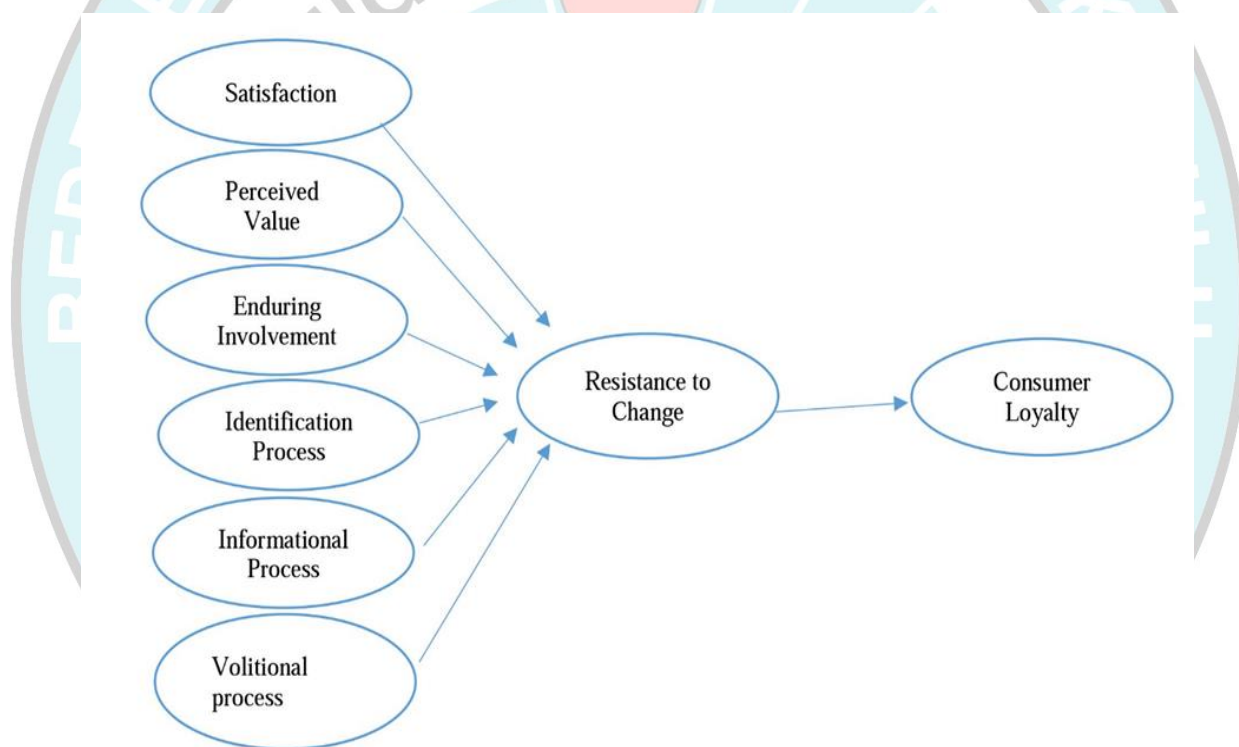 Satisfaction
Perceived
Value
Enduring
Involvement
Identification
Process
Informational
Process
Volitional
process
Resistance to
Change
Consumer
Loyalty